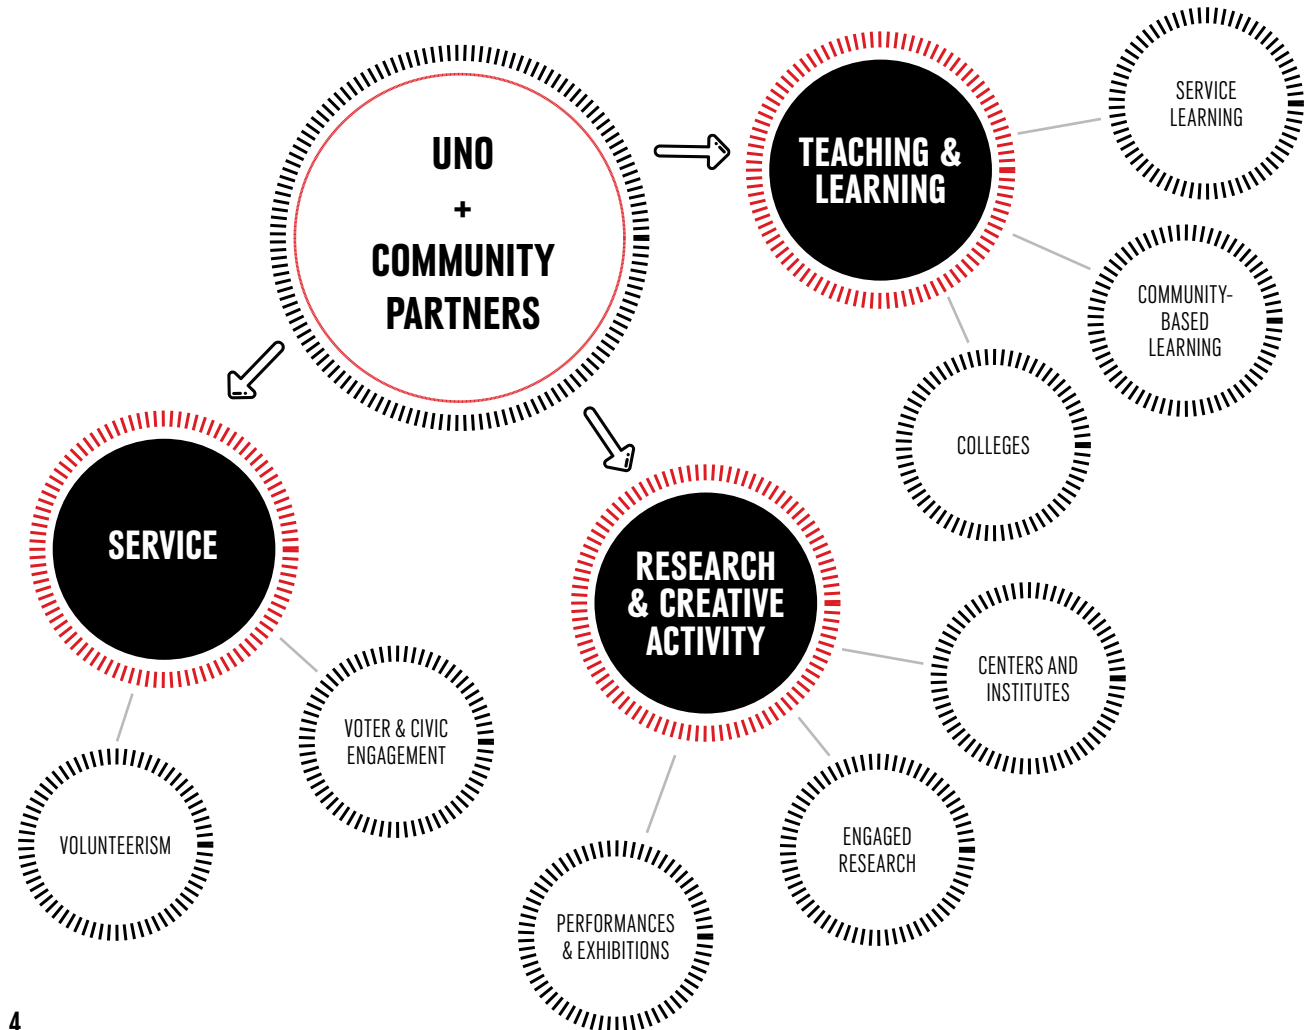 UNO
+
COMMUNITY
PARTNERS
TEACHING &
LEARNING
SERVICE
LEARNING
COMMUNITY-
BASED
LEARNING
COLLEGES
SERVICE
VOTER & CIVIC
ENGAGEMENT
VOLUNTEERISM
RESEARCH
& CREATIVE
ACTIVITY
CENTERS AND
INSTITUTES
ENGAGED
RESEARCH
PERFORMANCES
& EXHIBITIONS
4